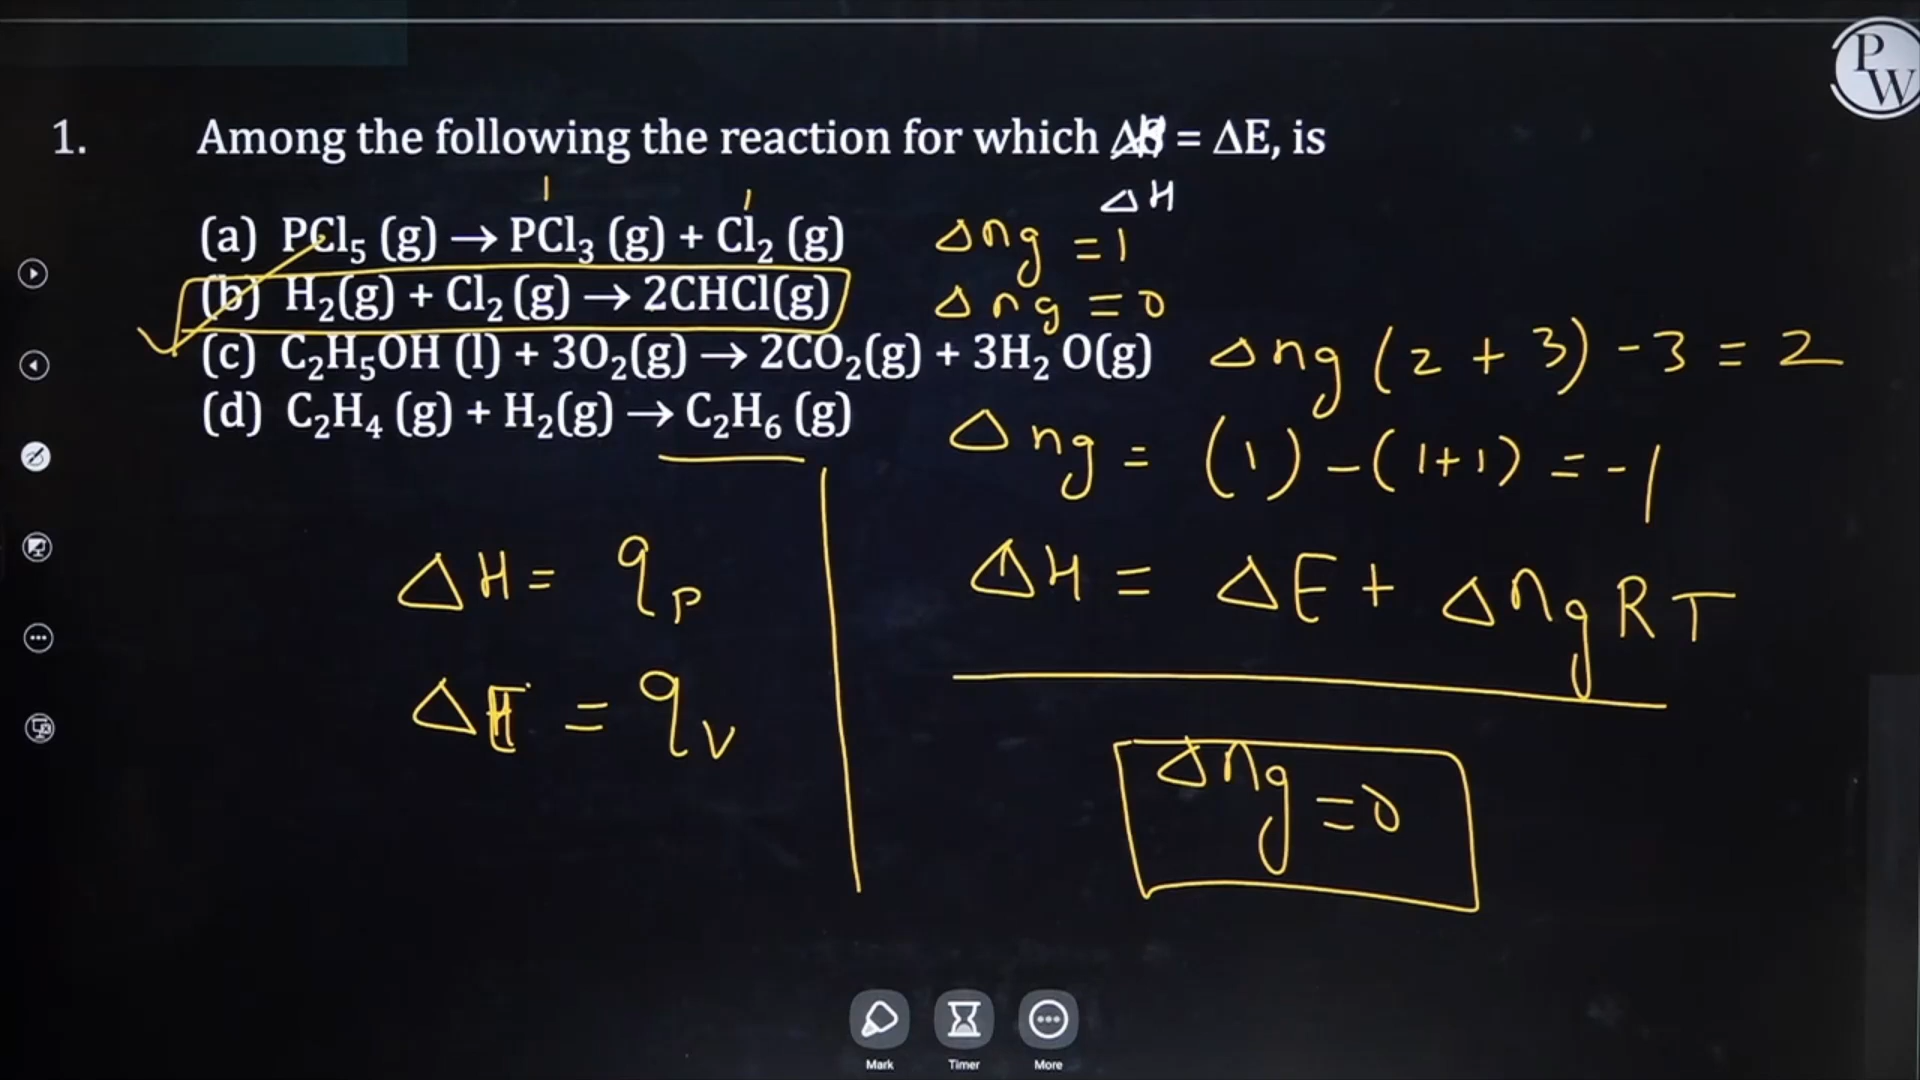 P
W
1. Among the following the reaction for which = ΔE, is
ΔH
(a) PCl₅ (g) → PCl₃ (g) + Cl₂ (g) Δng = 1
(b) H₂(g) + Cl₂ (g) → 2CHCl(g) Δng = 0
(c) C₂H₅OH (l) + 3O₂(g) → 2CO₂(g) + 3H₂ O(g) Δng (2 + 3) - 3 = 2
(d) C₂H₄ (g) + H₂(g) → C₂H₆ (g) Δng = (1) - (1+1) = -1
ΔH = qₚ
ΔH = ΔE + Δng RT
ΔE = qᵥ
Δng = 0
Mark Timer More